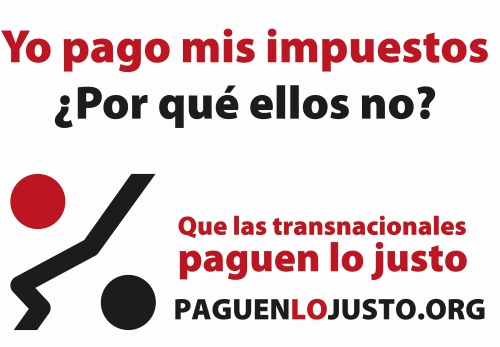 Yo pago mis impuestos
¿Por qué ellos no?
Que las transnacionales
paguen lo justo
PAGUENLOJUSTO.ORG